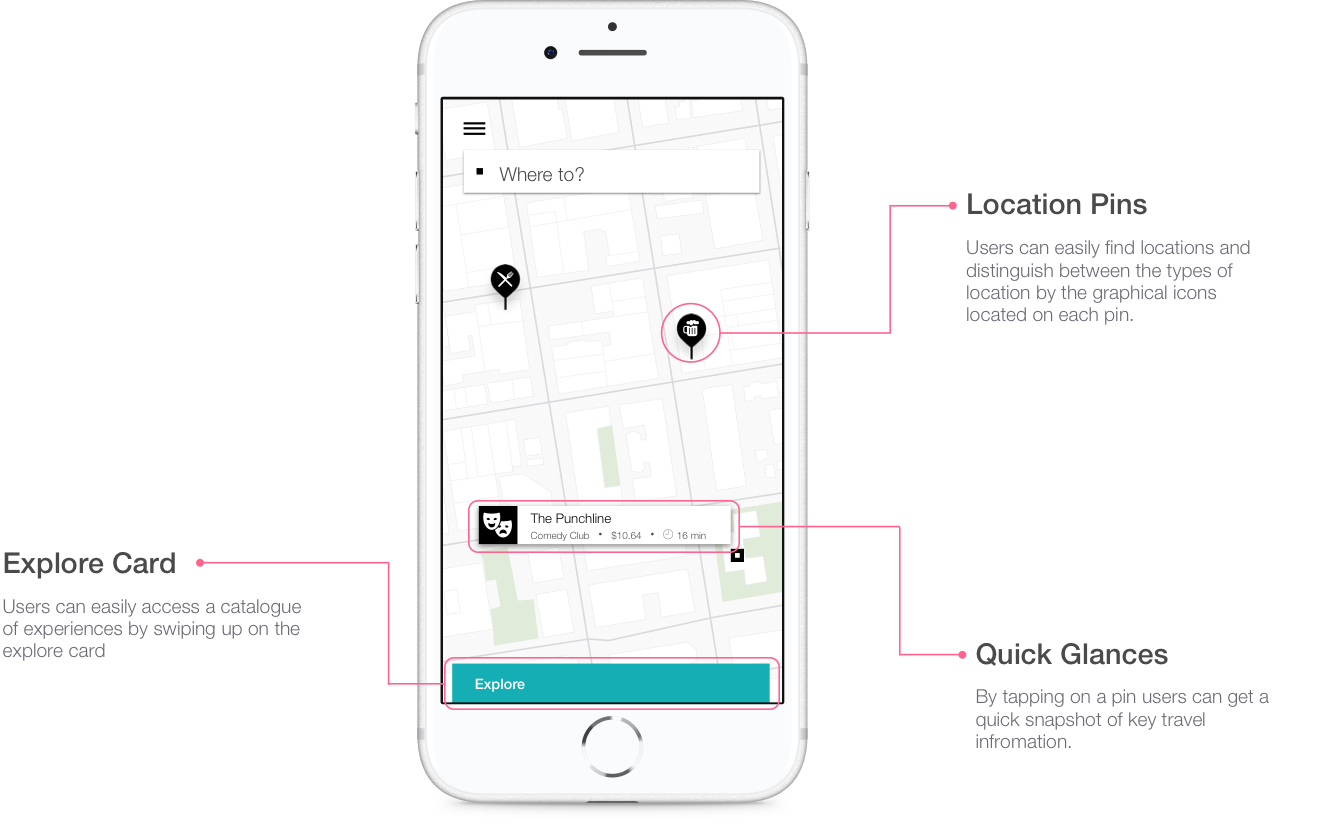 Where to?
Location Pins
Users can easily find locations and
distinguish between the types of
location by the graphical icons
located on each pin.
The Punchline
Comedy Club • $10.64 • 16 min
Explore Card
Users can easily access a catalogue
of experiences by swiping up on the
explore card
Quick Glances
By tapping on a pin users can get a
quick snapshot of key travel
infromation.
Explore